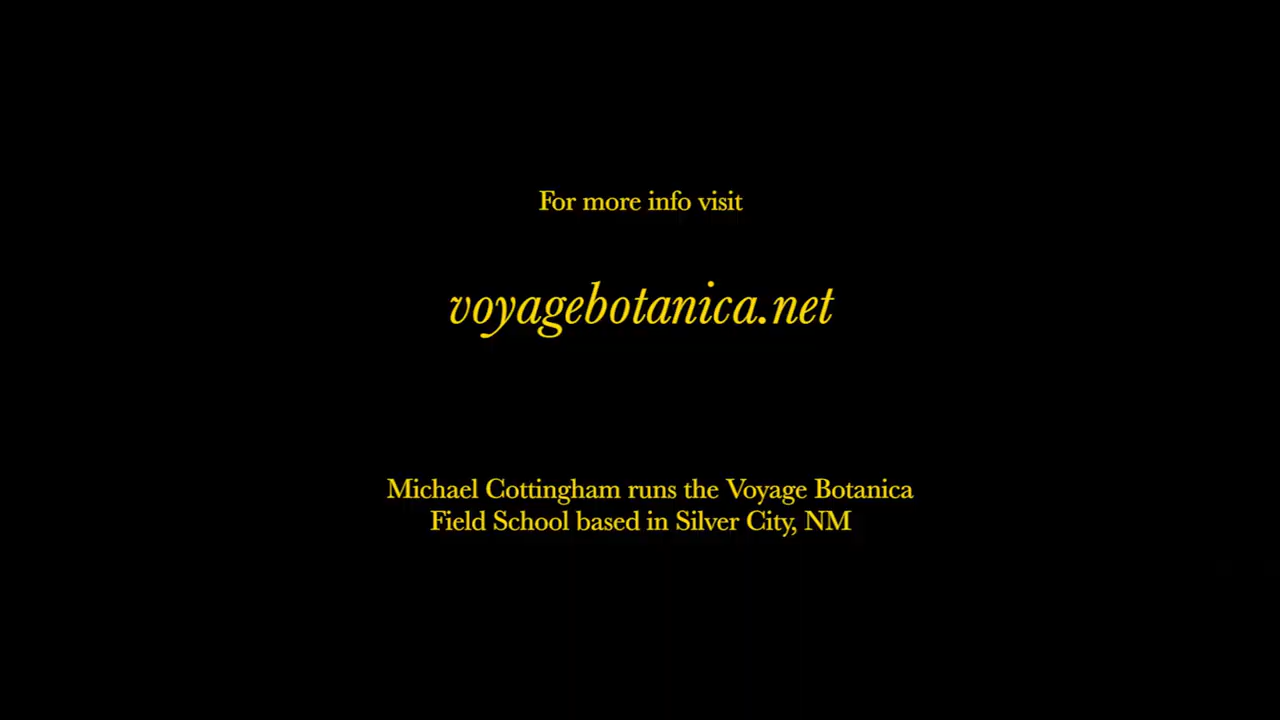 For more info visit
voyagebotanica.net
Michael Cottingham runs the Voyage Botanica
Field School based in Silver City, NM